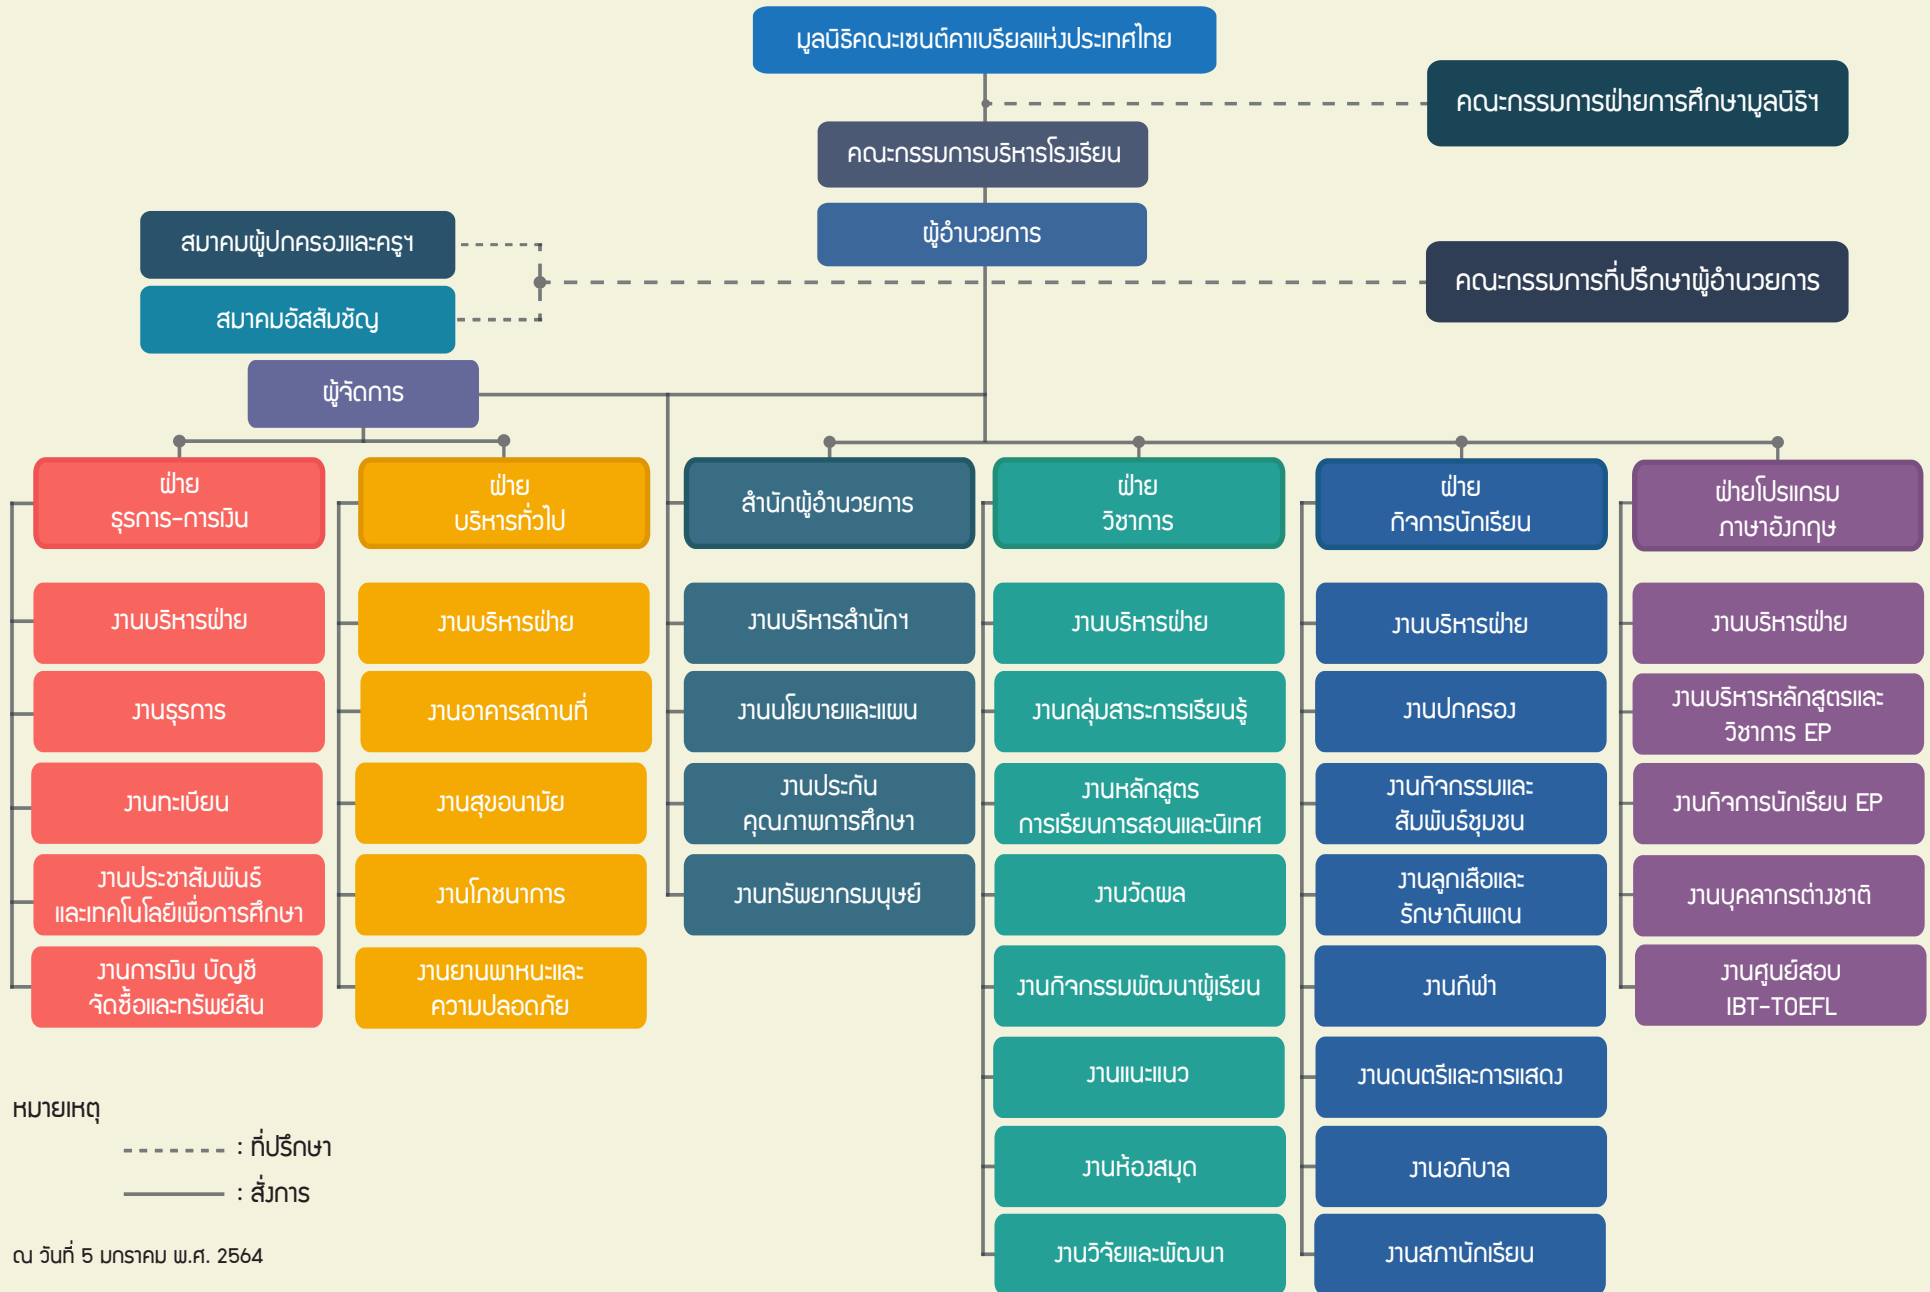 มูลนิธิคณะเซนต์คาเบรียลแห่งประเทศไทย
คณะกรรมการฝ่ายการศึกษามูลนิธิฯ
คณะกรรมการบริหารโรงเรียน
สมาคมผู้ปกครองและครูฯ
ผู้อำนวยการ
สมาคมอัสสัมชัญ
คณะกรรมการที่ปรึกษาผู้อำนวยการ
ผู้จัดการ
ฝ่าย
ธุรการ-การเงิน
งานบริหารฝ่าย
งานธุรการ
งานทะเบียน
งานประชาสัมพันธ์
และเทคโนโลยีเพื่อการศึกษา
งานการเงิน บัญชี
จัดซื้อและทรัพย์สิน
ฝ่าย
บริหารทั่วไป
งานบริหารฝ่าย
งานอาคารสถานที่
งานสุขอนามัย
งานโภชนาการ
งานยานพาหนะและ
ความปลอดภัย
สำนักผู้อำนวยการ
งานบริหารสำนักฯ
งานนโยบายและแผน
งานประกัน
คุณภาพการศึกษา
งานทรัพยากรมนุษย์
ฝ่าย
วิชาการ
งานบริหารฝ่าย
งานกลุ่มสาระการเรียนรู้
งานหลักสูตร
การเรียนการสอนและนิเทศ
งานวัดผล
งานกิจกรรมพัฒนาผู้เรียน
งานแนะแนว
งานห้องสมุด
งานวิจัยและพัฒนา
ฝ่าย
กิจการนักเรียน
งานบริหารฝ่าย
งานปกครอง
งานกิจกรรมและ
สัมพันธ์ชุมชน
งานลูกเสือและ
รักษาดินแดน
งานกีฬา
งานดนตรีและการแสดง
งานอภิบาล
งานสภานักเรียน
ฝ่ายโปรแกรม
ภาษาอังกฤษ
งานบริหารฝ่าย
งานบริหารหลักสูตรและ
วิชาการ EP
งานกิจการนักเรียน EP
งานบุคลากรต่างชาติ
งานศูนย์สอบ
IBT-TOEFL
หมายเหตุ
: ที่ปรึกษา
: สั่งการ
ณ วันที่ 5 มกราคม พ.ศ. 2564